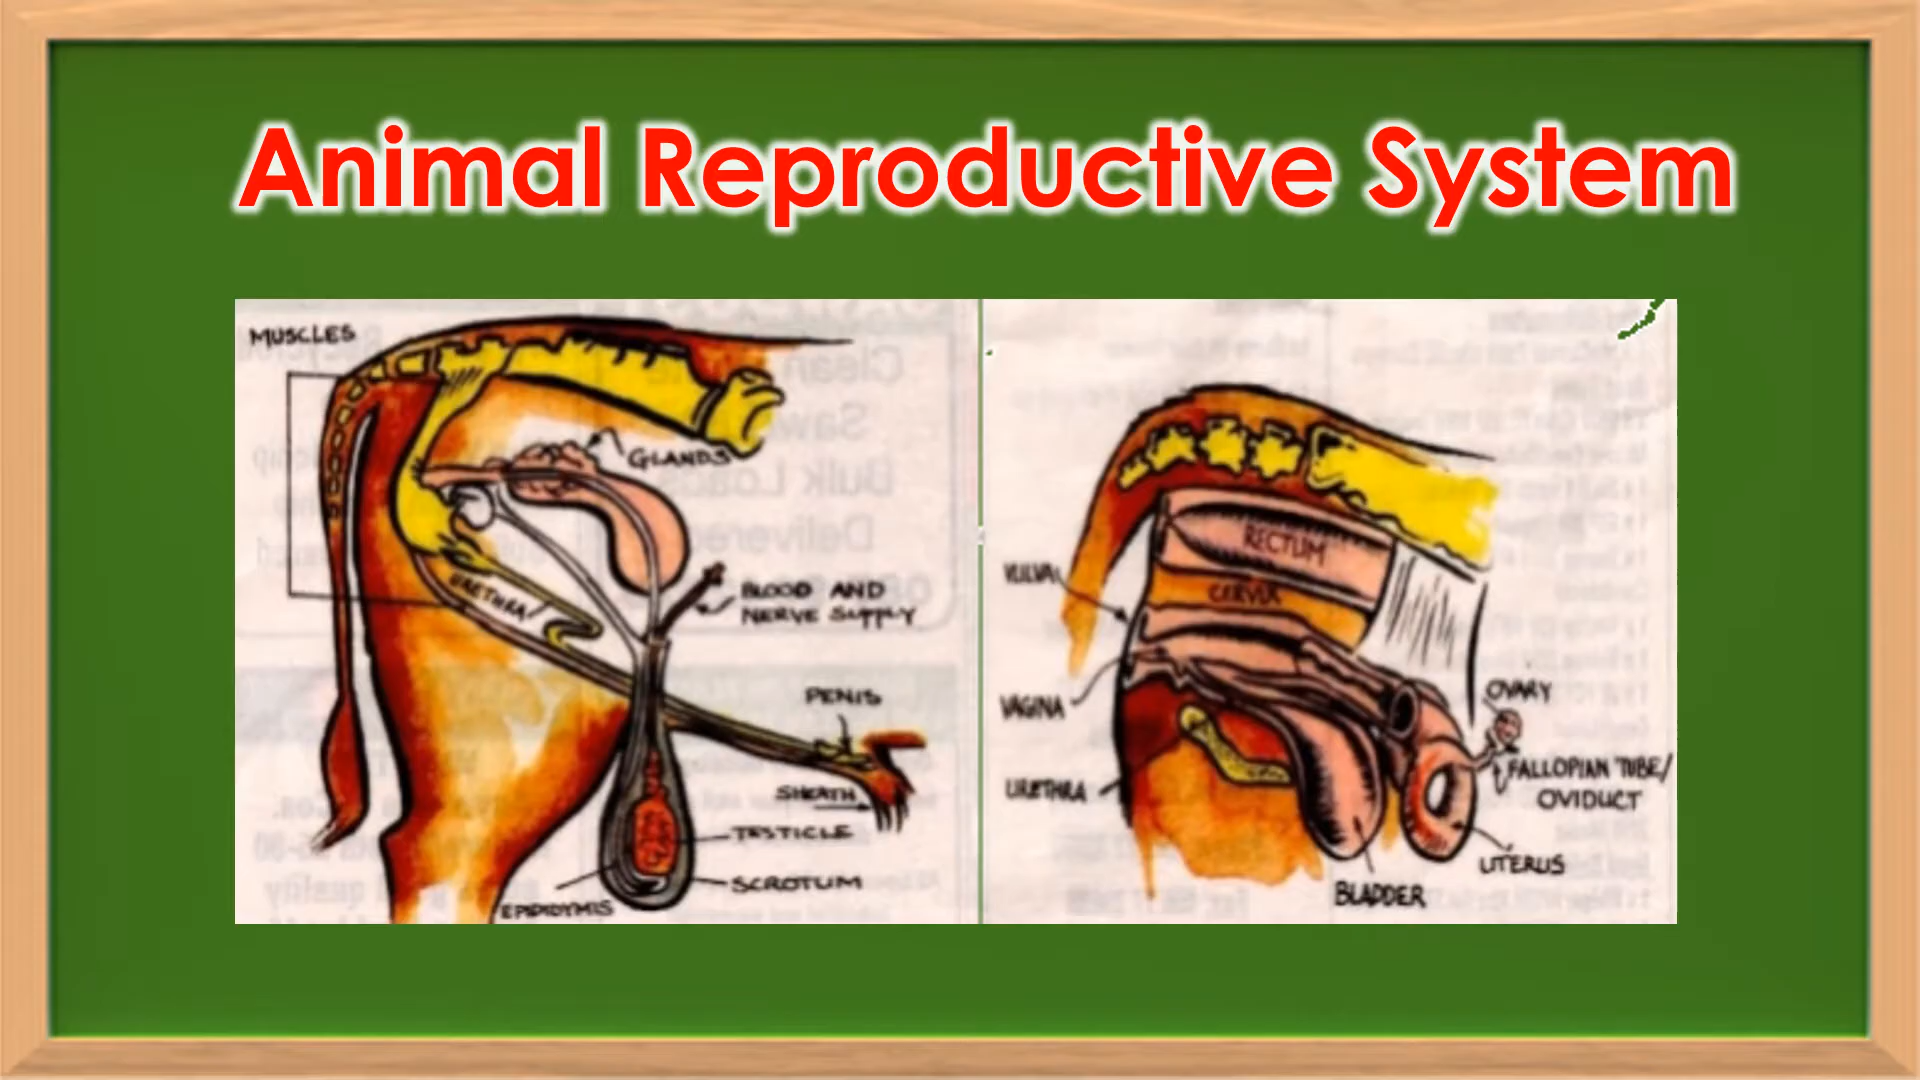 Animal Reproductive System
MUSCLES
GLANDS
URETHRA
BLOOD AND
NERVE SUPPLY
PENIS
SHEATH
TESTICLE
SCROTUM
EPIDIDYMIS
RECTUM
CERVIX
VULVA
VAGINA
URETHRA
OVARY
FALLOPIAN TUBE/
OVIDUCT
UTERUS
BLADDER